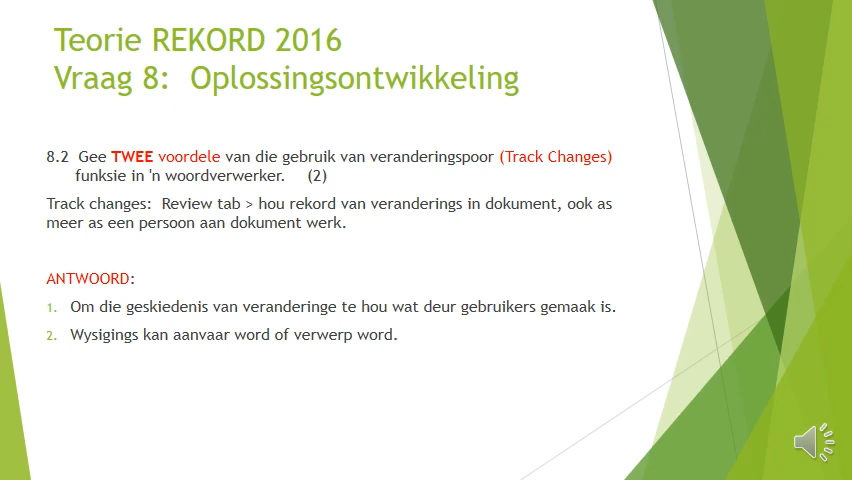 Teorie REKORD 2016
Vraag 8: Oplossingsontwikkeling
8.2 Gee TWEE voordele van die gebruik van veranderingspoor (Track Changes)
funksie in 'n woordverwerker. (2)
Track changes: Review tab > hou rekord van veranderings in dokument, ook as
meer as een persoon aan dokument werk.
ANTWOORD:
1. Om die geskiedenis van veranderinge te hou wat deur gebruikers gemaak is.
2. Wysigings kan aanvaar word of verwerp word.